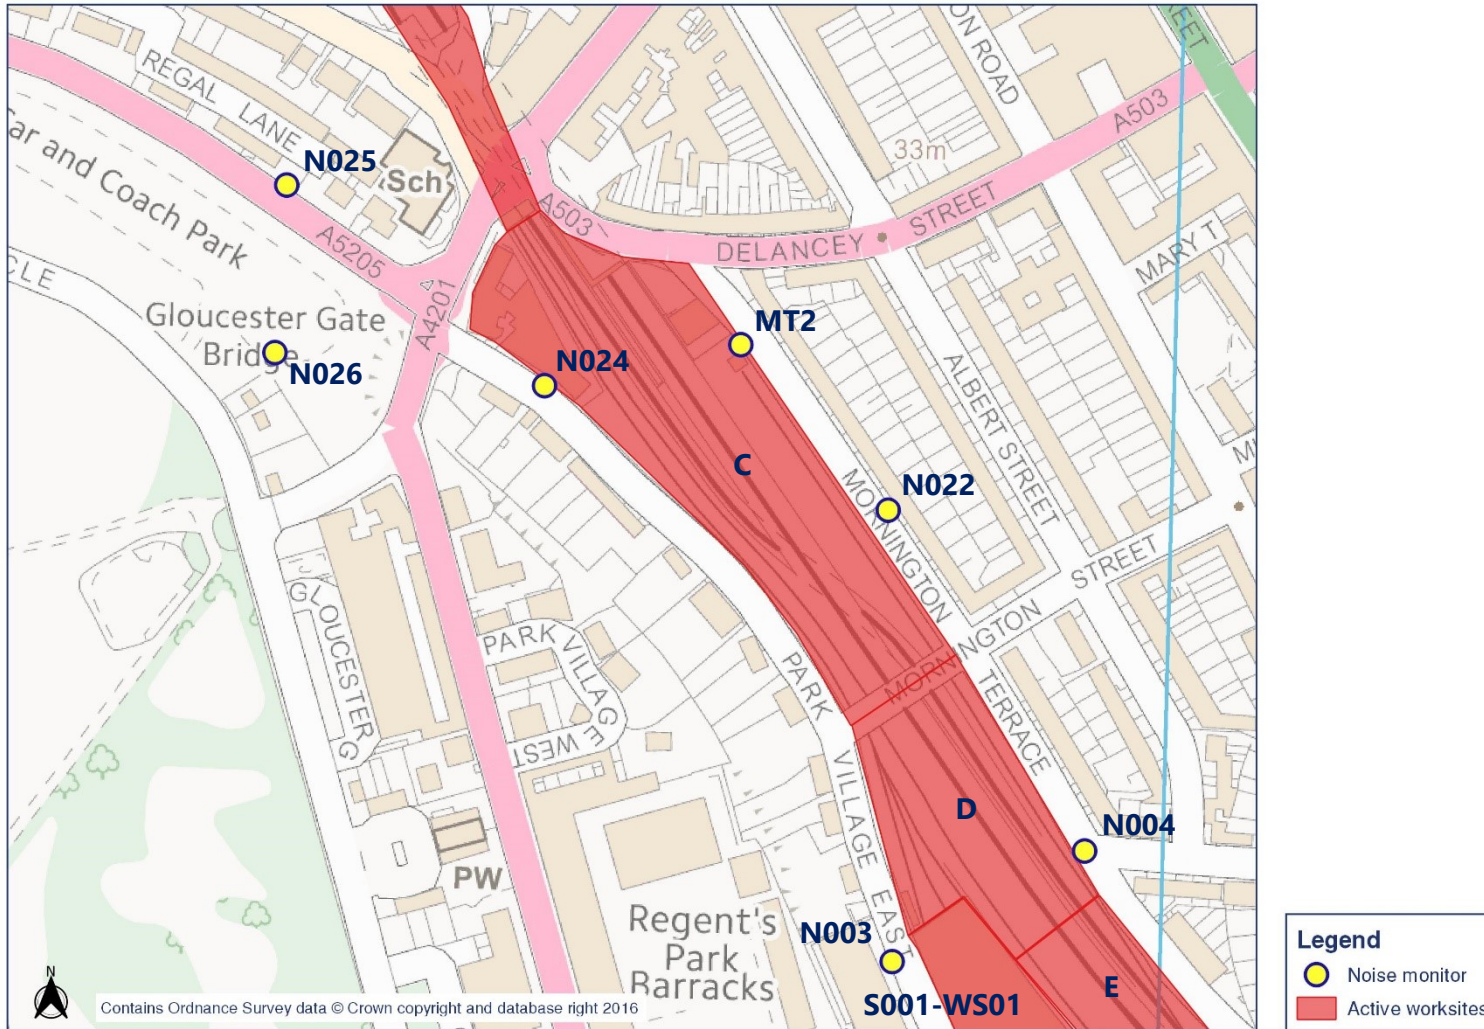 STREET
ON ROAD
A503
REGAL LANE
33m
N025
Sch
ar and Coach Park
A503
STREET
DELANCEY
MARY T
A5205
CLE
A4201
Gloucester Gate
Bridge
MT2
N026
N024
ALBERT STREET
C
N022
MORNINGTON
STREET
MORNINGTON
GLOUCESTER G
PARK VILLAGE WEST
PARK
MORNINGTON
TERRACE
VILLAGE EAST
D
N004
PW
Regent's
Park
Barracks
N003
S001-WS01
E
N
Contains Ordnance Survey data © Crown copyright and database right 2016
Legend
Noise monitor
Active worksites